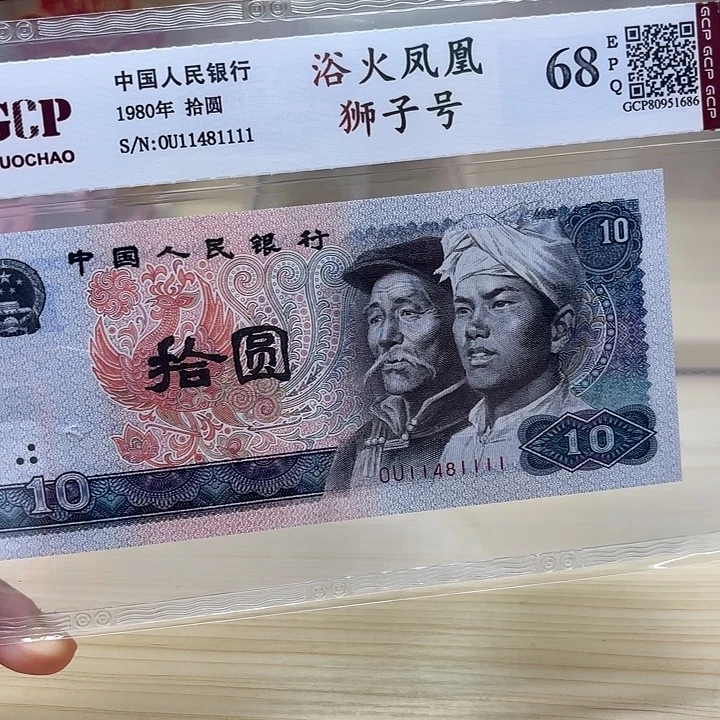 GCP
GUOCHAO
中国人民银行
1980年 拾圆
S/N:OU11481111
浴火凤凰
狮子号
68
EPQ
GCP80951686
GCP GCP GCP
中国人民银行
10
拾圆
10
OU11481111
10